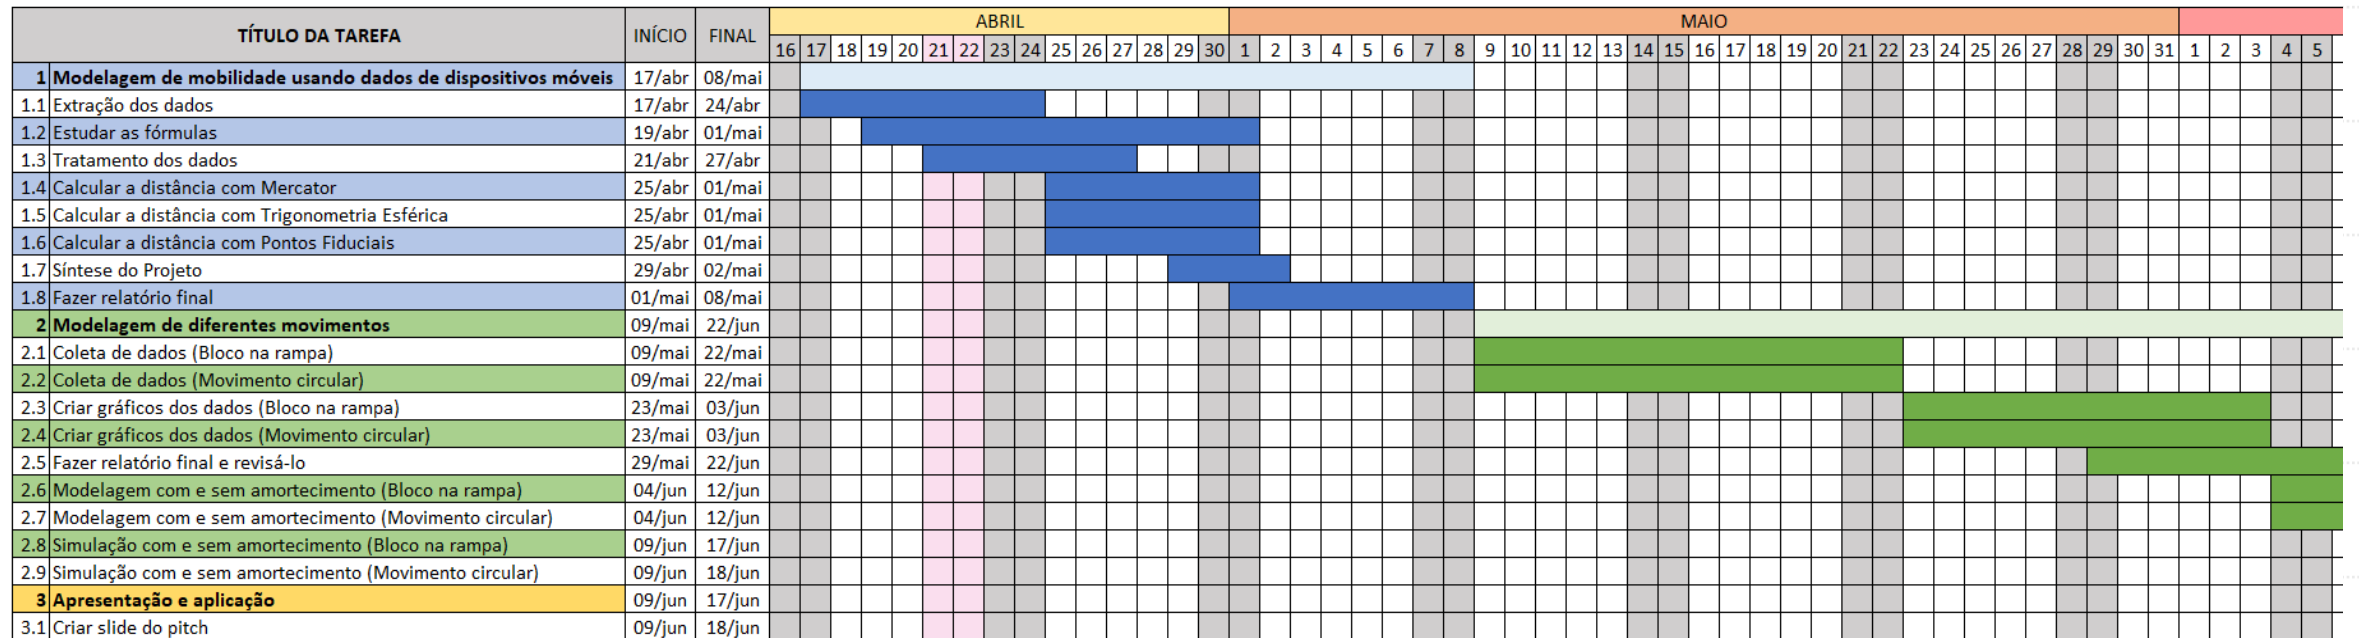 ABRIL MAIO
TÍTULO DA TAREFA INÍCIO FINAL
16 17 18 19 20 21 22 23 24 25 26 27 28 29 30 1 2 3 4 5 6 7 8 9 10 11 12 13 14 15 16 17 18 19 20 21 22 23 24 25 26 27 28 29 30 31 1 2 3 4 5
1 Modelagem de mobilidade usando dados de dispositivos móveis 17/abr 08/mai
1.1 Extração dos dados 17/abr 24/abr
1.2 Estudar as fórmulas 19/abr 01/mai
1.3 Tratamento dos dados 21/abr 27/abr
1.4 Calcular a distância com Mercator 25/abr 01/mai
1.5 Calcular a distância com Trigonometria Esférica 25/abr 01/mai
1.6 Calcular a distância com Pontos Fiduciais 25/abr 01/mai
1.7 Síntese do Projeto 29/abr 02/mai
1.8 Fazer relatório final 01/mai 08/mai
2 Modelagem de diferentes movimentos 09/mai 22/jun
2.1 Coleta de dados (Bloco na rampa) 09/mai 22/mai
2.2 Coleta de dados (Movimento circular) 09/mai 22/mai
2.3 Criar gráficos dos dados (Bloco na rampa) 23/mai 03/jun
2.4 Criar gráficos dos dados (Movimento circular) 23/mai 03/jun
2.5 Fazer relatório final e revisá-lo 29/mai 22/jun
2.6 Modelagem com e sem amortecimento (Bloco na rampa) 04/jun 12/jun
2.7 Modelagem com e sem amortecimento (Movimento circular) 04/jun 12/jun
2.8 Simulação com e sem amortecimento (Bloco na rampa) 09/jun 17/jun
2.9 Simulação com e sem amortecimento (Movimento circular) 09/jun 18/jun
3 Apresentação e aplicação 09/jun 17/jun
3.1 Criar slide do pitch 09/jun 18/jun